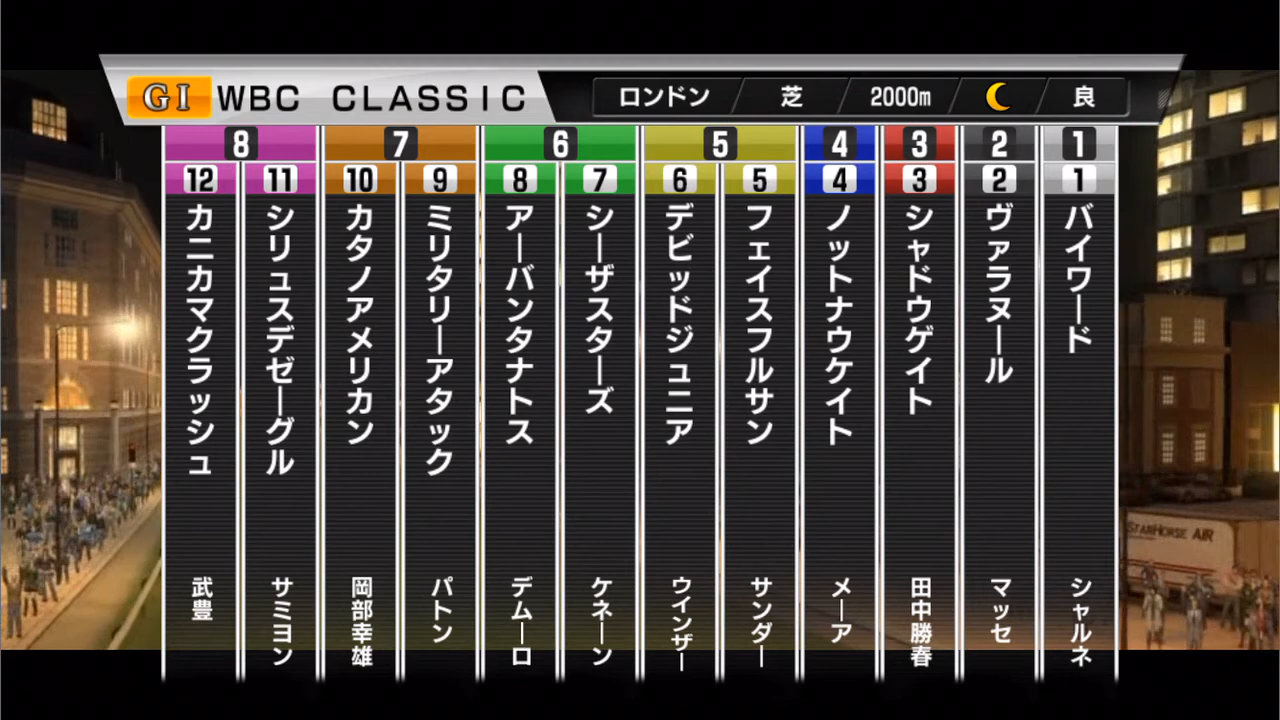 GI WBC CLASSIC ロンドン 芝 2000m 良
1
1
バイワード
シャルネ
2
2
ヴァラヌール
マッセ
3
3
シャドウゲイト
田中勝春
4
4
ノットナウケイト
メーア
5
5
フェイスフルサン
サンダー
6
デビッドジュニア
ウインザー
6
7
シーザスターズ
ケネーン
8
アーバンタナトス
デムーロ
7
9
ミリタリーアタック
パトン
10
カタノアメリカン
岡部幸雄
8
11
シリュスデゼーグル
サミヨン
12
カニカマクラッシュ
武豊
STARHORSE AIR